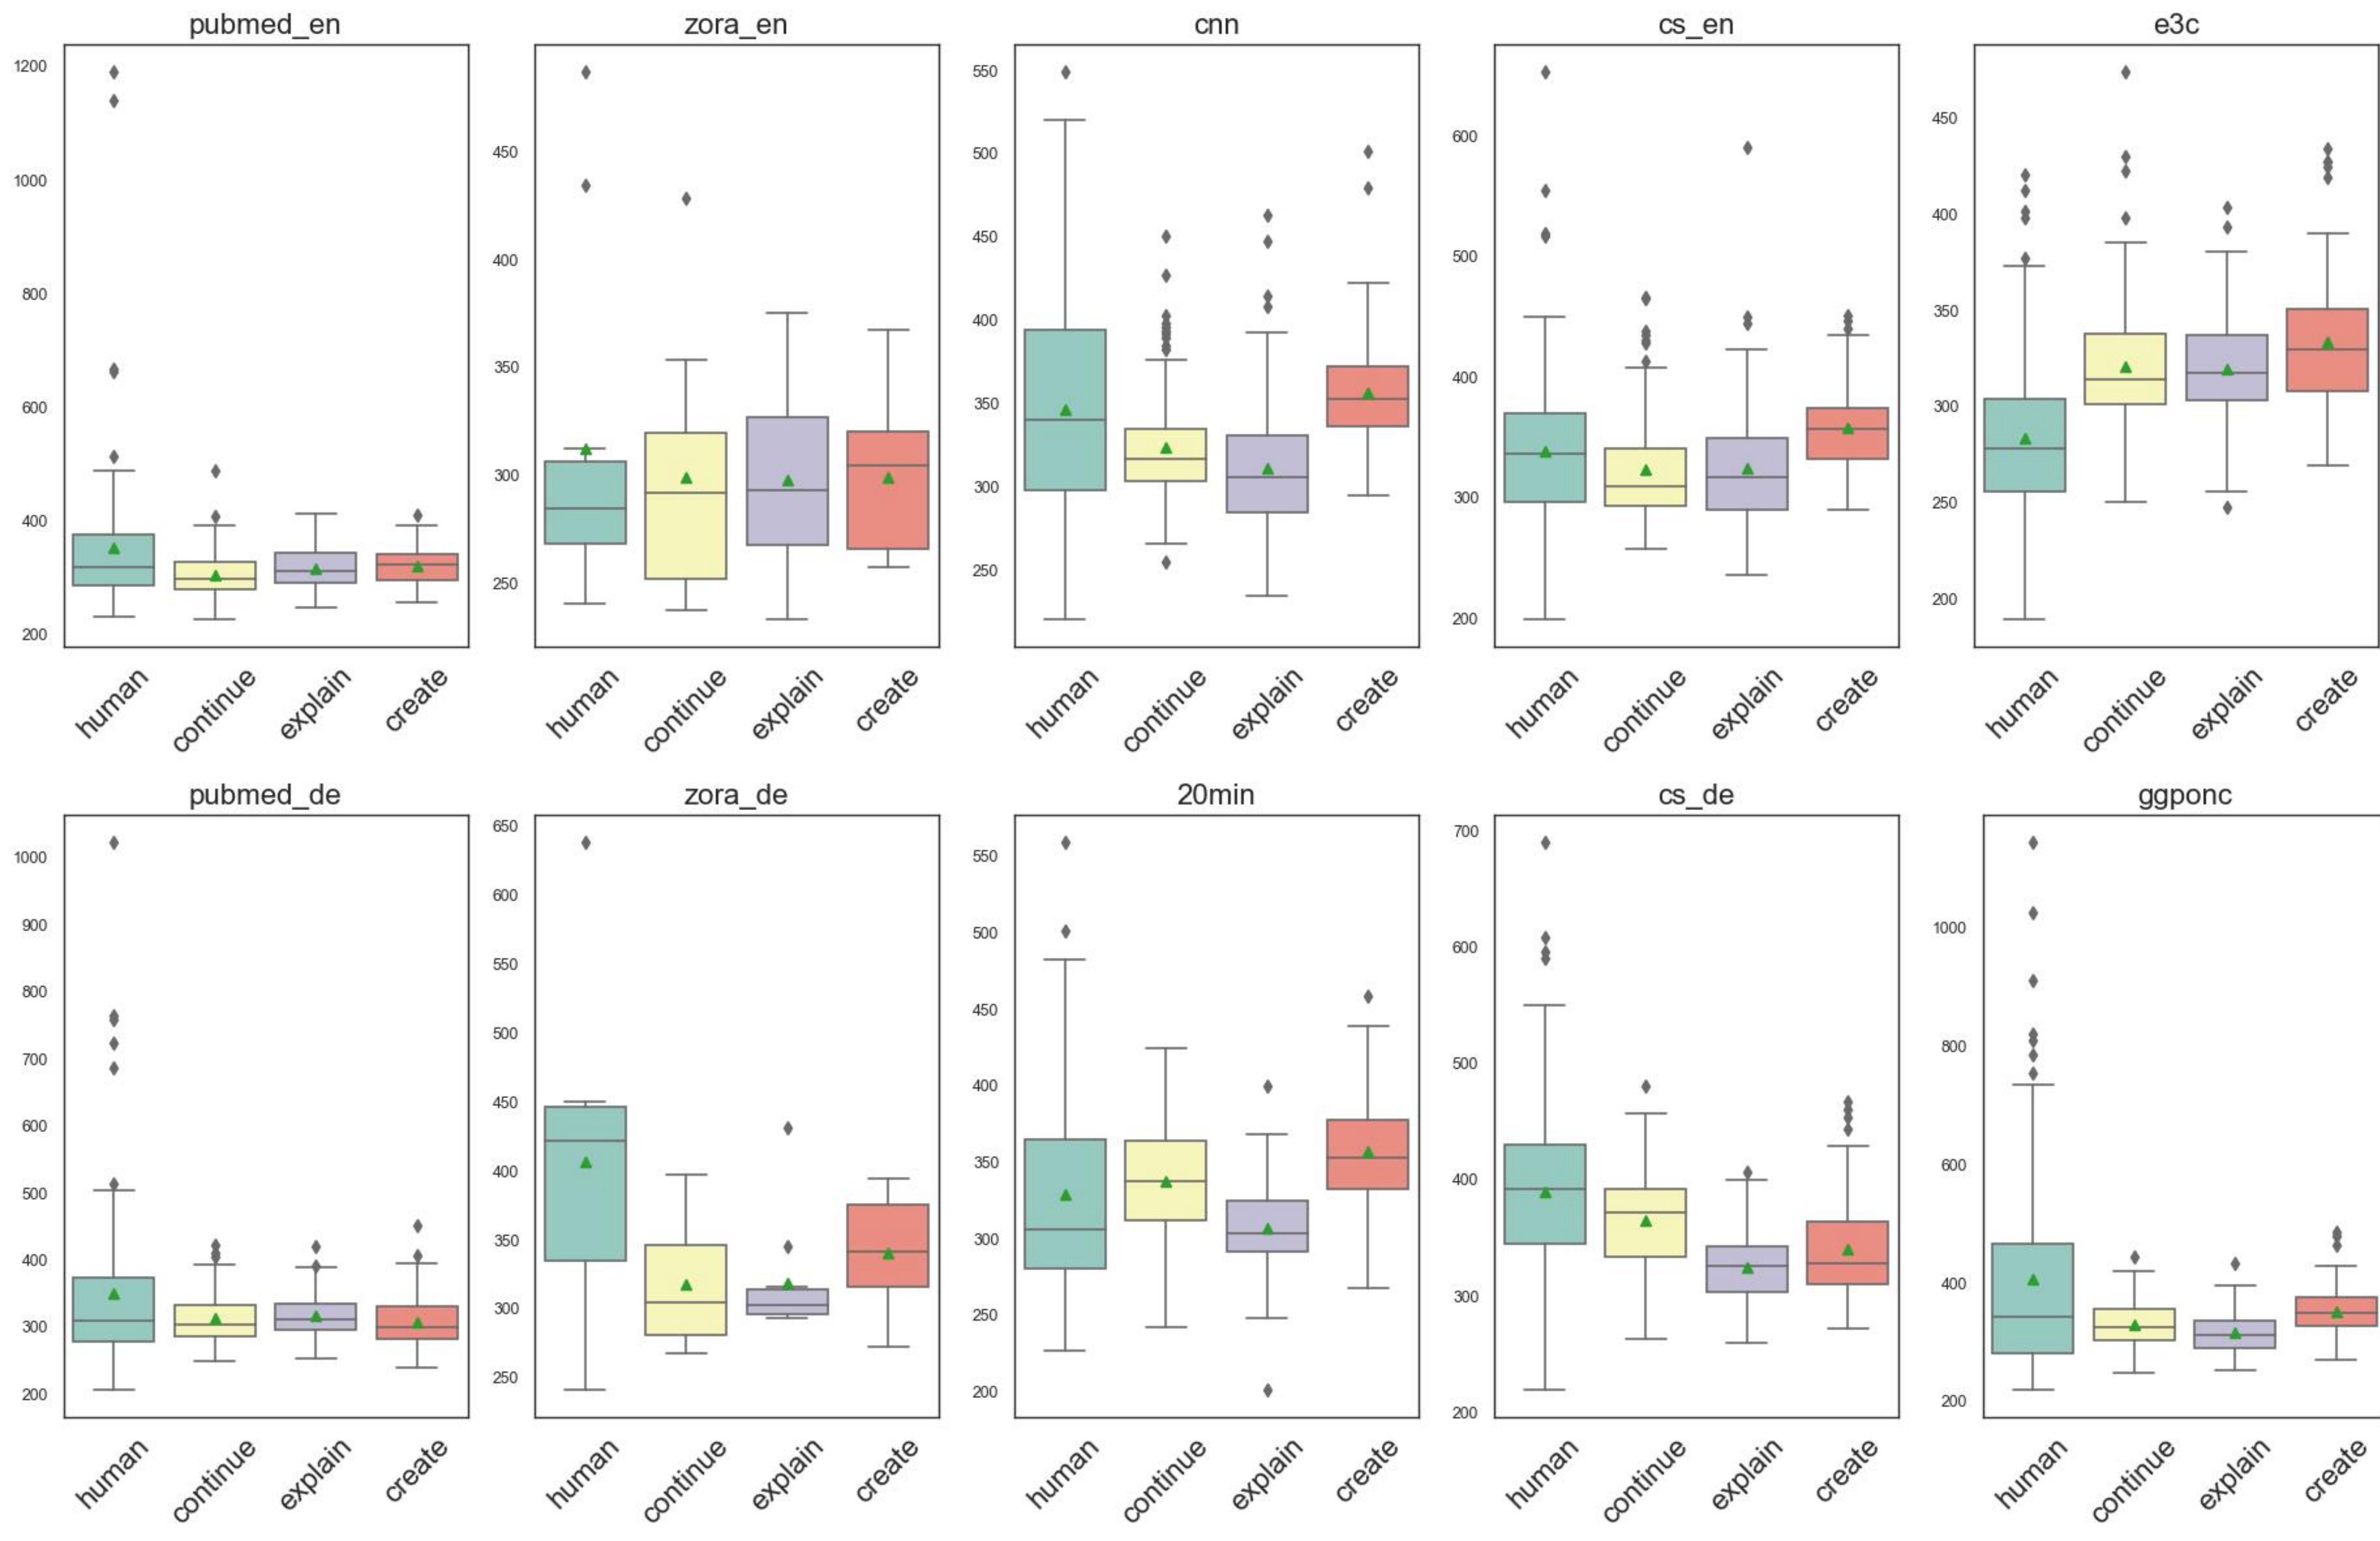 pubmed_en
1200
1000
800
600
400
200
human
continue
explain
create
zora_en
450
400
350
300
250
human
continue
explain
create
cnn
550
500
450
400
350
300
250
human
continue
explain
create
cs_en
600
500
400
300
200
human
continue
explain
create
e3c
450
400
350
300
250
200
human
continue
explain
create
pubmed_de
1000
900
800
700
600
500
400
300
200
human
continue
explain
create
zora_de
650
600
550
500
450
400
350
300
250
human
continue
explain
create
20min
550
500
450
400
350
300
250
200
human
continue
explain
create
cs_de
700
600
500
400
300
200
human
continue
explain
create
ggponc
1000
800
600
400
200
human
continue
explain
create